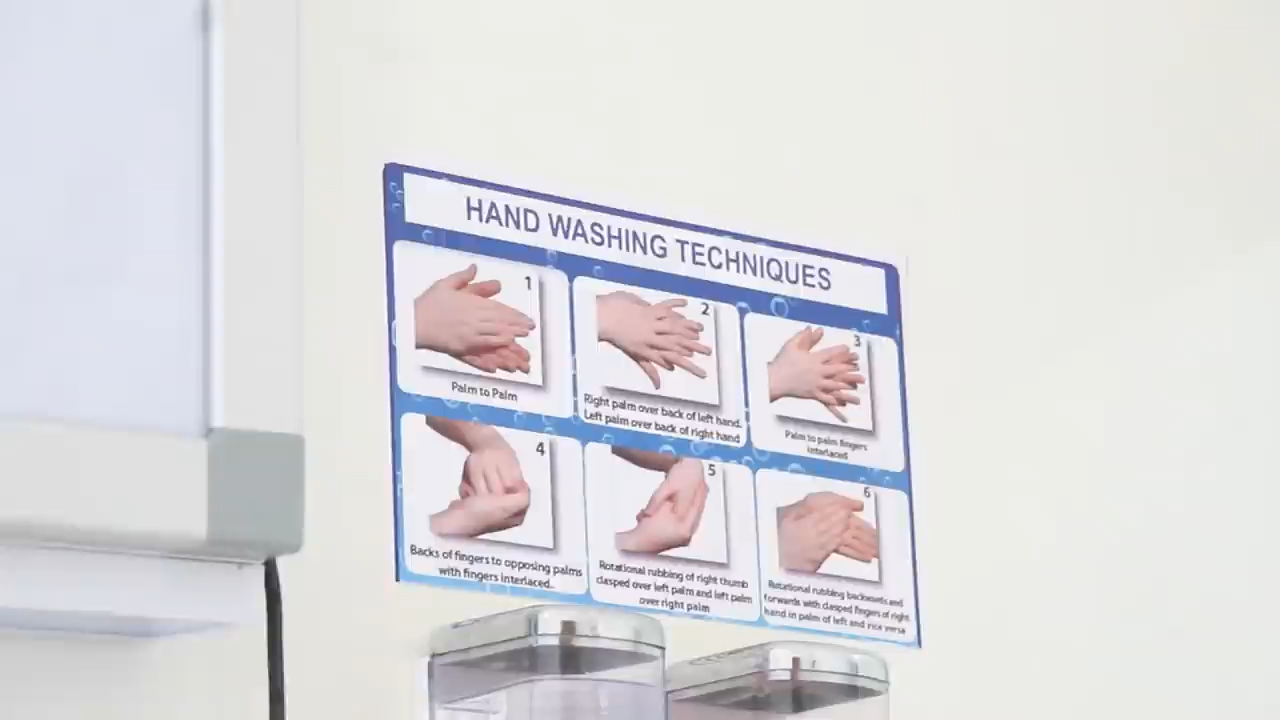 HAND WASHING TECHNIQUES
1
Palm to Palm
2
Right palm over back of left hand.
Left palm over back of right hand
3
Palm to palm fingers
interlaced
4
Backs of fingers to opposing palms
with fingers interlaced.
5
Rotational rubbing of right thumb
clasped over left palm and left palm
over right palm
6
Rotational rubbing backwards and
forwards with clasped fingers of right
hand in palm of left and vice versa